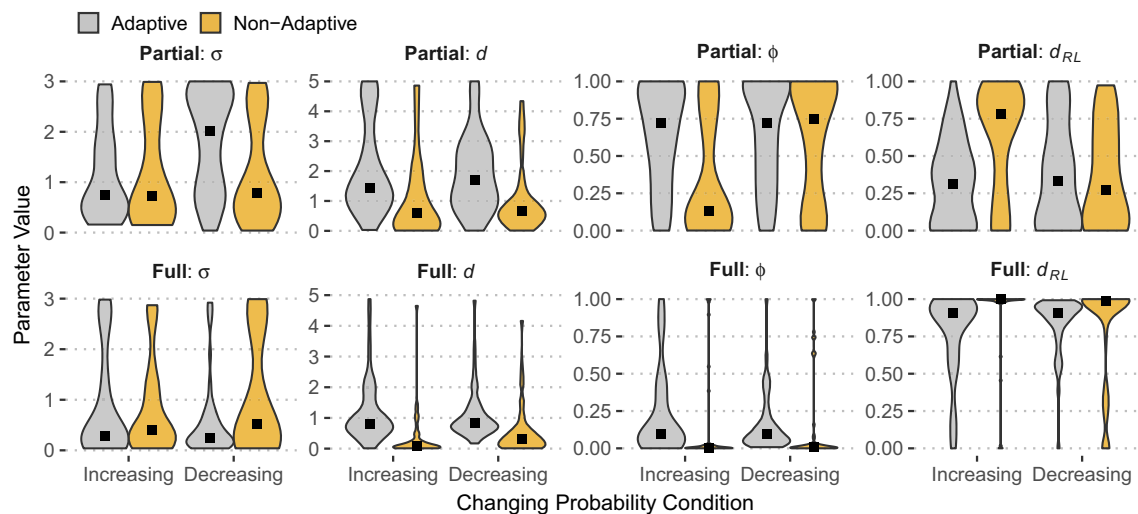 Adaptive Non-Adaptive
Partial: σ Partial: d Partial: ϕ Partial: d_RL
3 5 1.00 1.00
4
2 0.75 0.75
3
0.50 0.50
2
1 0.25 0.25
1
0 0 0.00 0.00
Full: σ Full: d Full: ϕ Full: d_RL
3 5 1.00 1.00
4
2 0.75 0.75
3
0.50 0.50
2
1 0.25 0.25
1
0 0 0.00 0.00
Increasing Decreasing Increasing Decreasing Increasing Decreasing Increasing Decreasing
Changing Probability Condition
Parameter Value